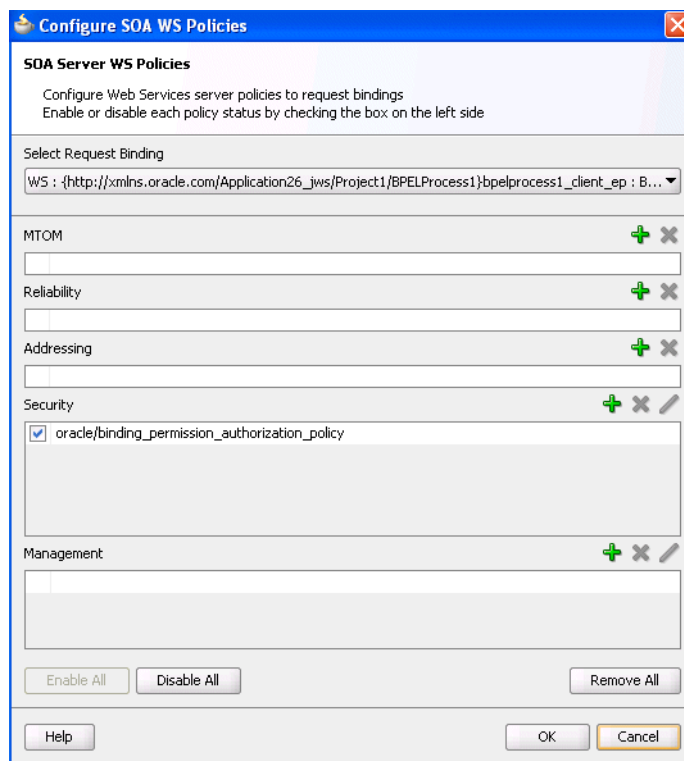 Configure SOA WS Policies
SOA Server WS Policies
Configure Web Services server policies to request bindings
Enable or disable each policy status by checking the box on the left side
Select Request Binding
WS : {http://xmlns.oracle.com/Application26_jws/Project1/BPELProcess1}bpelprocess1_client_ep : B...
MTOM
Reliability
Addressing
Security
oracle/binding_permission_authorization_policy
Management
Enable All
Disable All
Remove All
Help
OK
Cancel